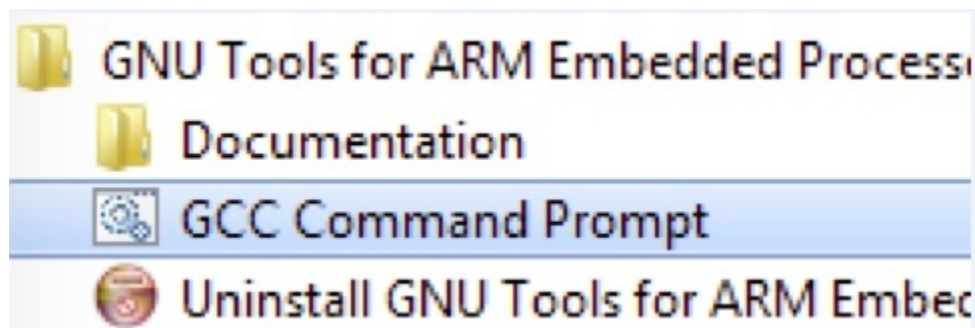 GNU Tools for ARM Embedded Process
Documentation
GCC Command Prompt
Uninstall GNU Tools for ARM Embed